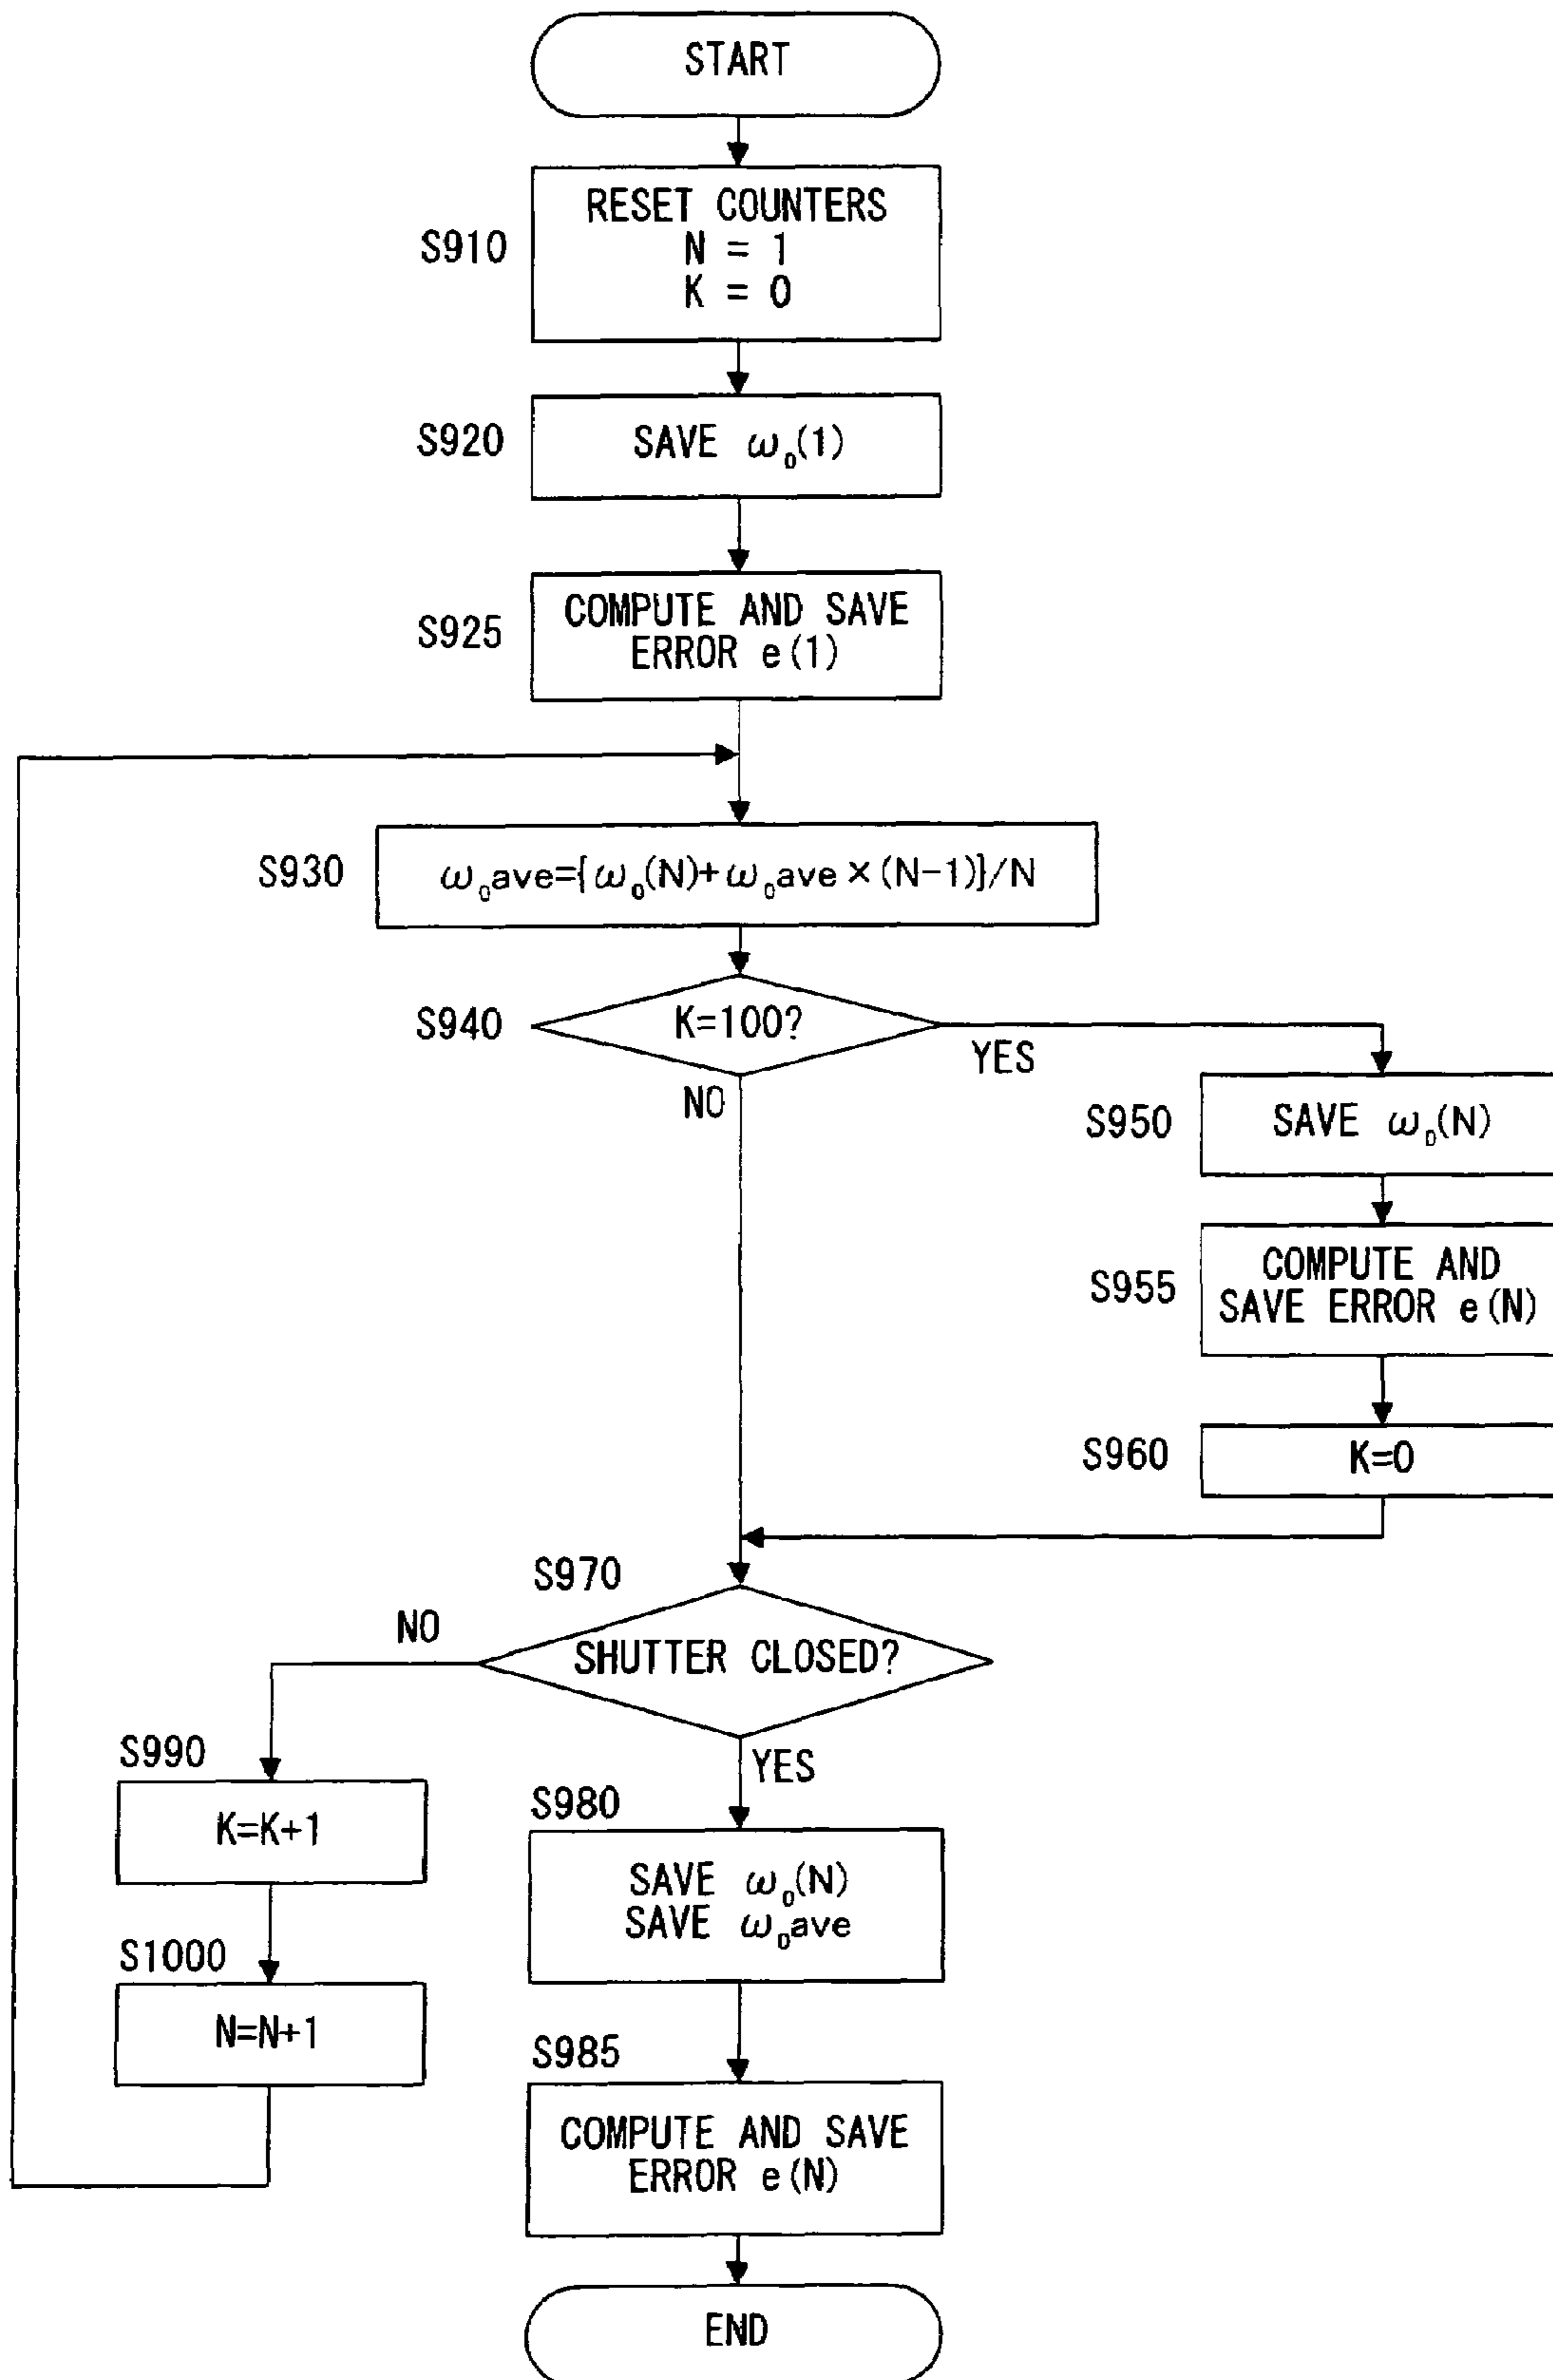 START
RESET COUNTERS
N = 1
K = 0
S910
S920
SAVE ω₀(1)
S925
COMPUTE AND SAVE
ERROR e(1)
S930
ω₀ave={ω₀(N)+ω₀ave×(N-1)}/N
S940
K=100?
YES
NO
S950
SAVE ω₀(N)
S955
COMPUTE AND
SAVE ERROR e(N)
S960
K=0
S970
NO
SHUTTER CLOSED?
YES
S990
K=K+1
S980
SAVE ω₀(N)
SAVE ω₀ave
S1000
N=N+1
S985
COMPUTE AND SAVE
ERROR e(N)
END